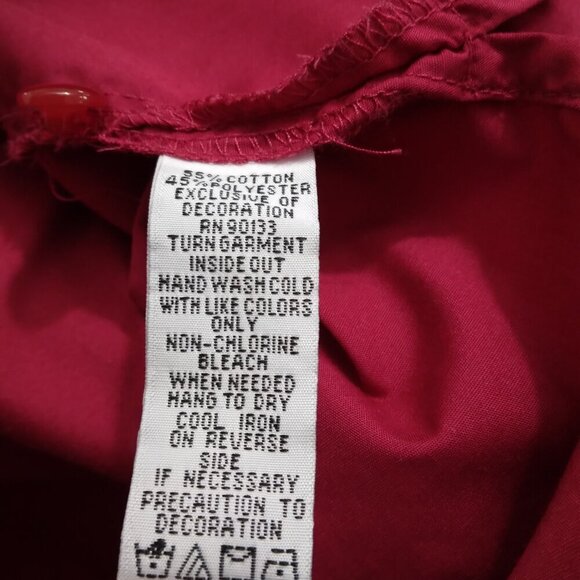 55% COTTON
45% POLYESTER
EXCLUSIVE OF
DECORATION
RN 90133
TURN GARMENT
INSIDE OUT
HAND WASH COLD
WITH LIKE COLORS
ONLY
NON-CHLORINE
BLEACH
WHEN NEEDED
HANG TO DRY
COOL IRON
ON REVERSE
SIDE
IF NECESSARY
PRECAUTION TO
DECORATION